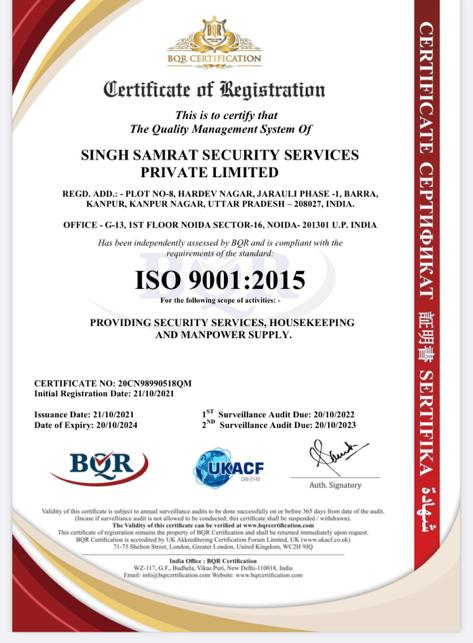 BQR
BQR CERTIFICATION
Certificate of Registration
This is to certify that
The Quality Management System Of
SINGH SAMRAT SECURITY SERVICES
PRIVATE LIMITED
REGD. ADD.: - PLOT NO-8, HARDEV NAGAR, JARAULI PHASE -1, BARRA,
KANPUR, KANPUR NAGAR, UTTAR PRADESH – 208027, INDIA.
OFFICE - G-13, 1ST FLOOR NOIDA SECTOR-16, NOIDA- 201301 U.P. INDIA
Has been independently assessed by BQR and is compliant with the
requirements of the standard:
ISO 9001:2015
For the following scope of activities: -
PROVIDING SECURITY SERVICES, HOUSEKEEPING
AND MANPOWER SUPPLY.
CERTIFICATE NO: 20CN98990518QM
Initial Registration Date: 21/10/2021
Issuance Date: 21/10/2021 1ST Surveillance Audit Due: 20/10/2022
Date of Expiry: 20/10/2024 2ND Surveillance Audit Due: 20/10/2023
BQR
UKACF
CAB-0140
Auth. Signatory
Validity of this certificate is subject to annual surveillance audits to be done successfully on or before 365 days from date of the audit.
(Incase if surveillance audit is not allowed to be conducted; this certificate shall be suspended / withdrawn).
The Validity of this certificate can be verified at www.bqrcertification.com
This certificate of registration remains the property of BQR Certification and shall be returned immediately upon request.
BQR Certification is accredited by UK Akkreditering Certification Forum Limited, UK (www.ukacf.co.uk)
71-75 Shelton Street, London, Greater London, United Kingdom, WC2H 9JQ
India Office : BQR Certification
WZ-117, G.F., Budhela, Vikas Puri, New Delhi-110018, India
Email: info@bqrcertification.com Website: www.bqrcertification.com
CERTIFICATE СЕРТИФИКАТ 証明書 SERTIFIKA شهادة